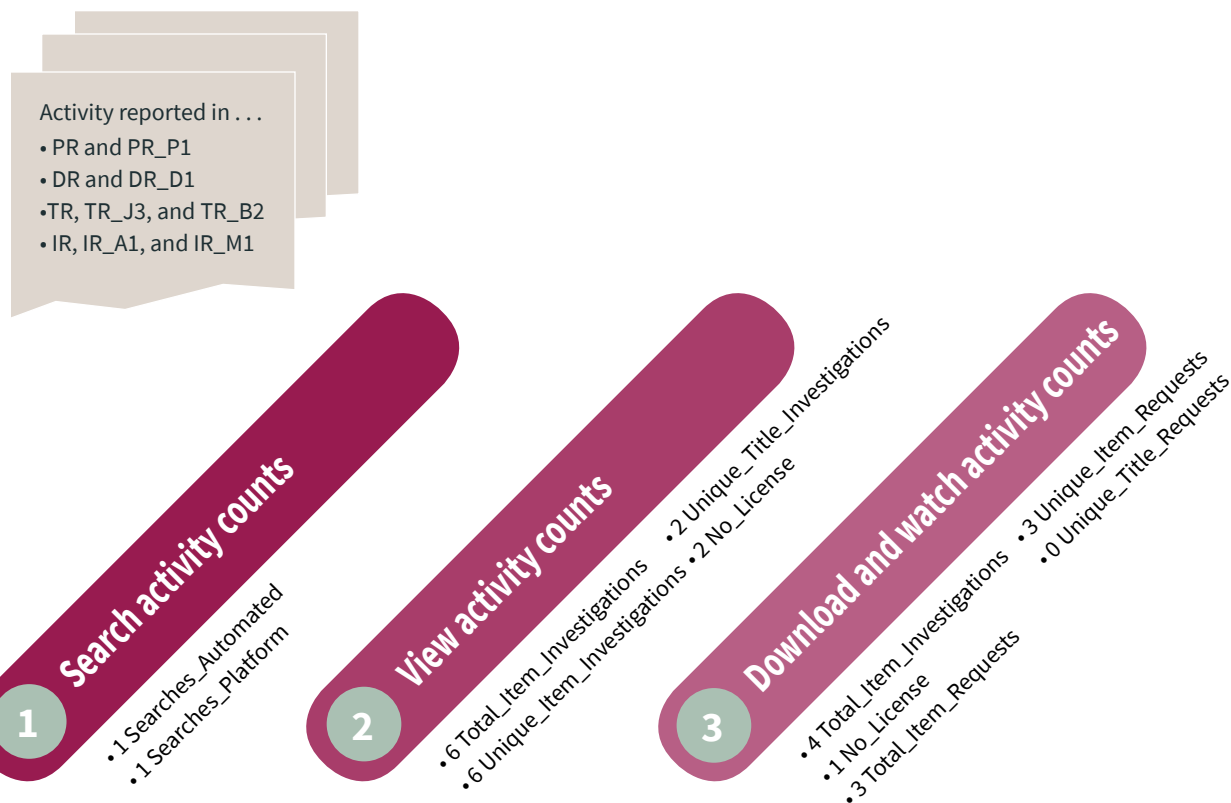 Activity reported in . . .
• PR and PR_P1
• DR and DR_D1
•TR, TR_J3, and TR_B2
• IR, IR_A1, and IR_M1
1
Search activity counts
• 1 Searches_Automated
• 1 Searches_Platform
2
View activity counts
• 6 Total_Item_Investigations
• 6 Unique_Item_Investigations
• 2 Unique_Title_Investigations
• 2 No_License
3
Download and watch activity counts
• 4 Total_Item_Investigations
• 1 No_License
• 3 Total_Item_Requests
• 3 Unique_Item_Requests
• 0 Unique_Title_Requests